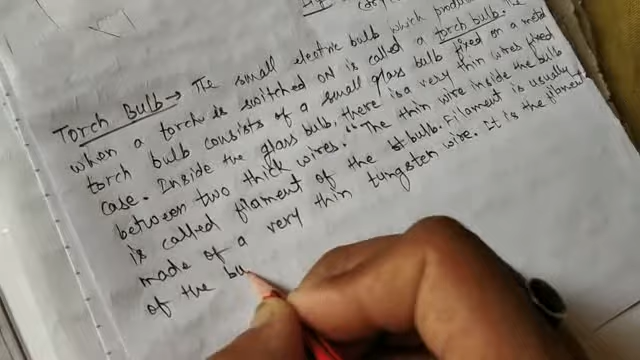 Torch Bulb → The small electric bulb which
when a torch is switched ON is called a torch bulb. The
torch bulb consists of a small glass bulb fixed on a metal
case. Inside the glass bulb, there is a very thin wires fixed
between two thick wires. "The thin wire inside the bulb
is called filament of the bulb. Filament is usually
made of a very thin tungsten wire. It is the filament
of the bu